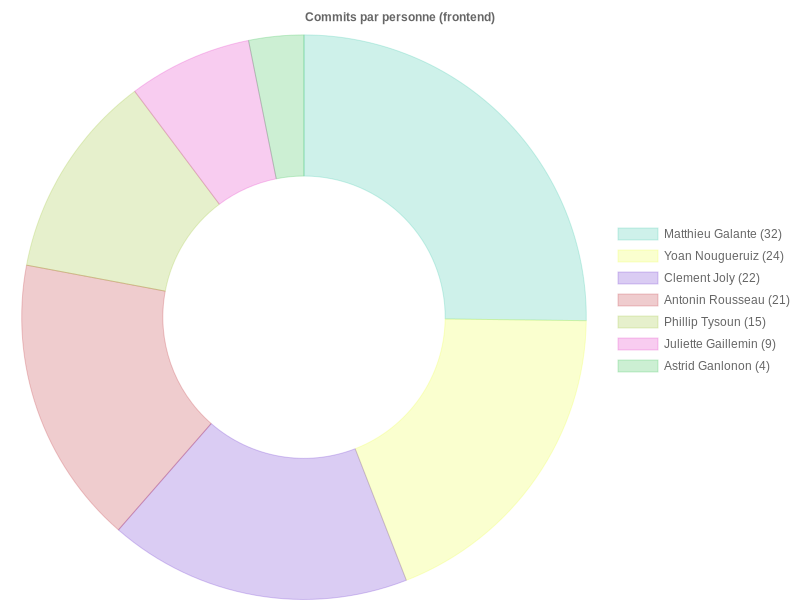 Commits par personne (frontend)
Matthieu Galante (32)
Yoan Nougueruiz (24)
Clement Joly (22)
Antonin Rousseau (21)
Phillip Tysoun (15)
Juliette Gaillemin (9)
Astrid Ganlonon (4)